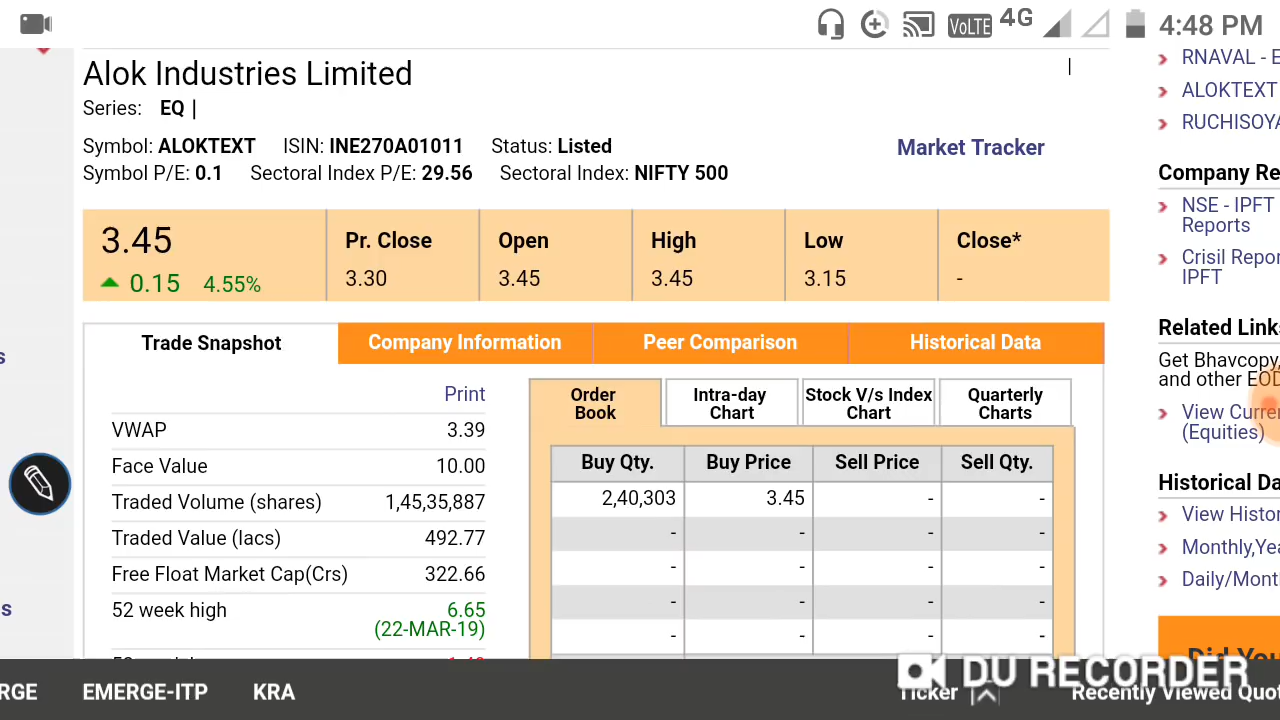 VoLTE 4G 4:48 PM
Alok Industries Limited
Series: EQ |
Symbol: ALOKTEXT ISIN: INE270A01011 Status: Listed
Symbol P/E: 0.1 Sectoral Index P/E: 29.56 Sectoral Index: NIFTY 500
Market Tracker
3.45
0.15 4.55%
Pr. Close Open High Low Close*
3.30 3.45 3.45 3.15 -
Trade Snapshot Company Information Peer Comparison Historical Data
Print
VWAP 3.39
Face Value 10.00
Traded Volume (shares) 1,45,35,887
Traded Value (lacs) 492.77
Free Float Market Cap(Crs) 322.66
52 week high 6.65
(22-MAR-19)
Order Book
Intra-day Chart
Stock V/s Index Chart
Quarterly Charts
Buy Qty. Buy Price Sell Price Sell Qty.
2,40,303 3.45 - -
- - - -
- - - -
- - - -
- - - -
RNAVAL - E
ALOKTEXT
RUCHISOYA
Company Re
NSE - IPFT
Reports
Crisil Repor
IPFT
Related Link
Get Bhavcopy,
and other EOD
View Curre
(Equities)
Historical Da
View Histor
Monthly,Yea
Daily/Mont
Did You
DU RECORDER
RGE EMERGE-ITP KRA Ticker Recently Viewed Quot